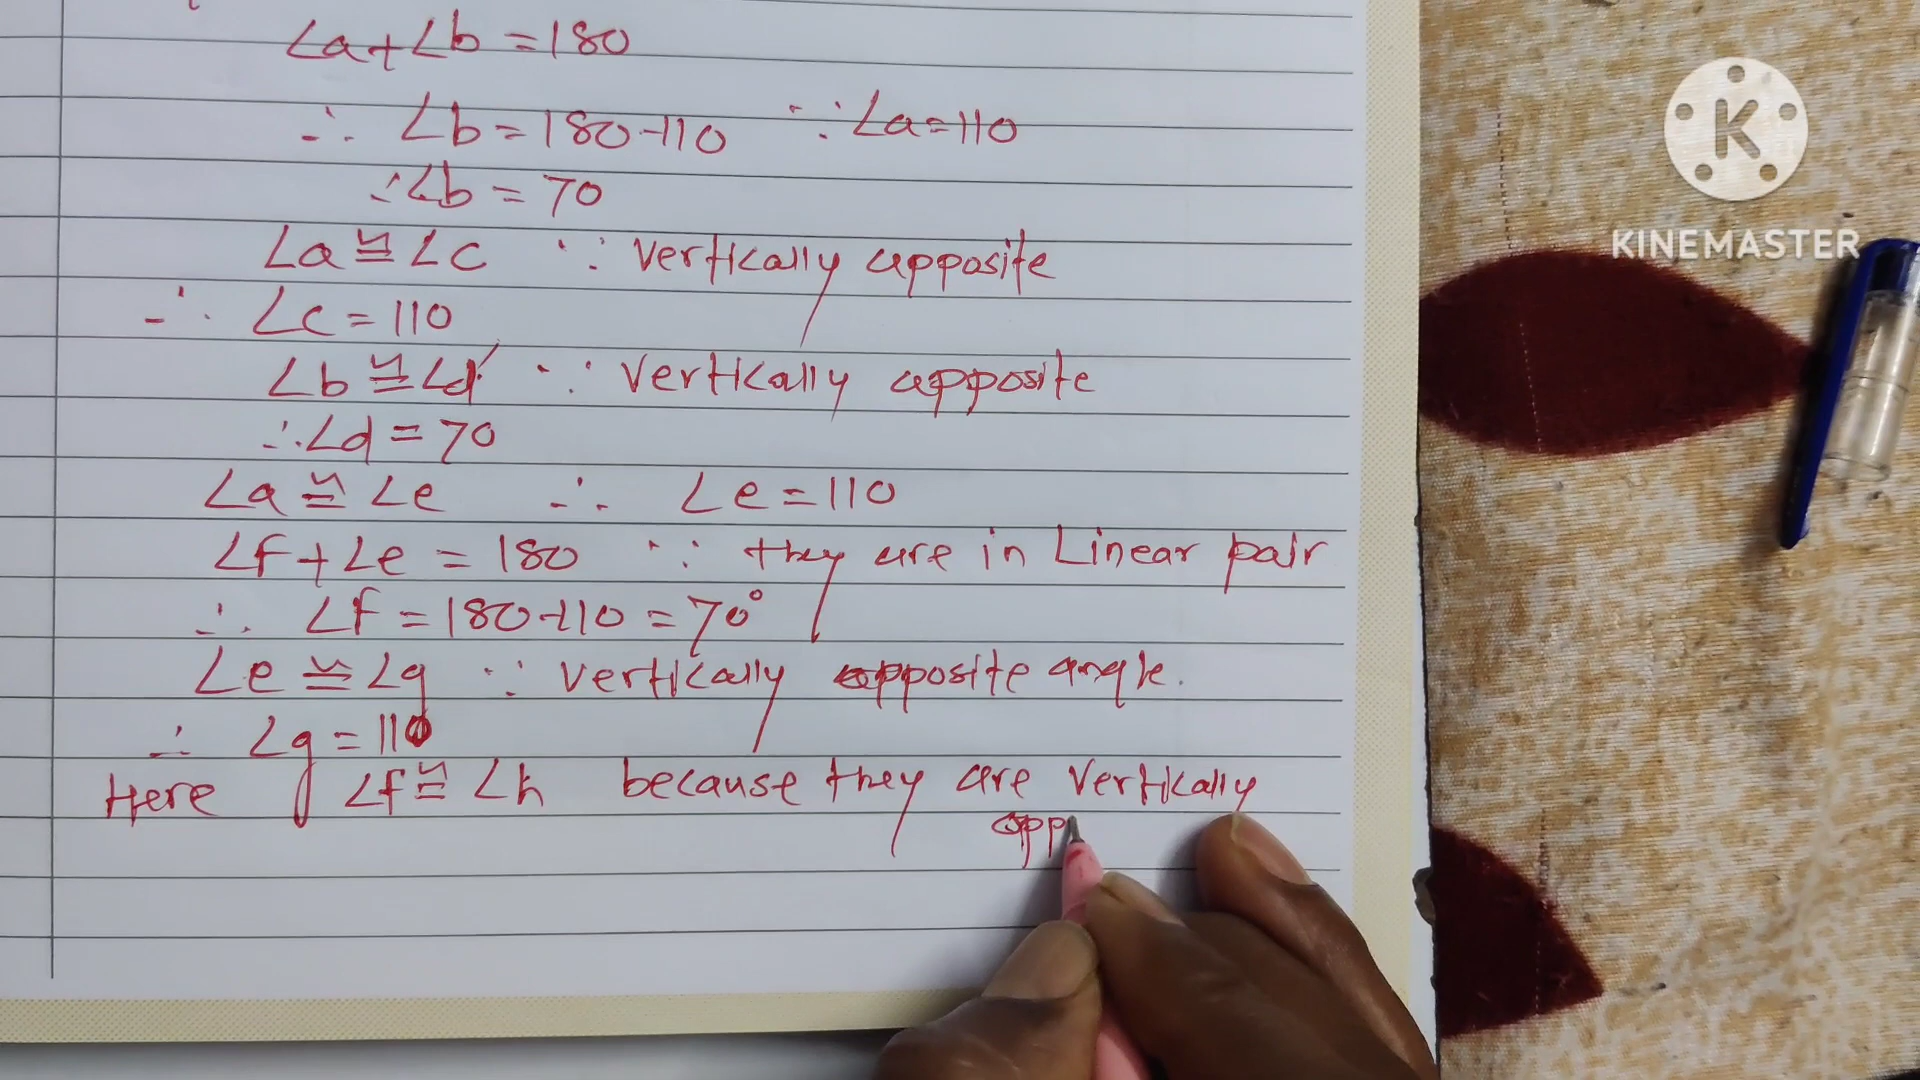 ∠a+∠b=180
∴ ∠b=180-110 ∵ ∠a=110
∴∠b=70
∠a≅∠c ∵ vertically opposite
∴ ∠c=110
∠b≅∠d ∵ vertically opposite
∴∠d=70
∠a≅∠e ∴ ∠e=110
∠f+∠e=180 ∵ they are in Linear pair
∴ ∠f=180-110=70°
∠e≅∠g ∵ vertically opposite angle.
∴ ∠g=110
Here ∠f≅∠h because they are vertically
opp
K
KINEMASTER